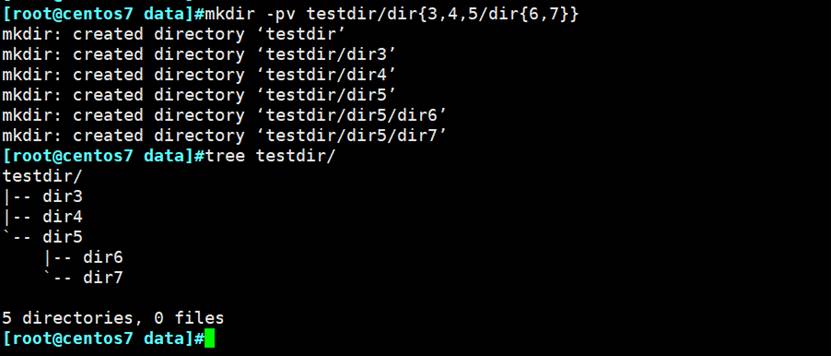 [root@centos7 data]#mkdir -pv testdir/dir{3,4,5/dir{6,7}}
mkdir: created directory ‘testdir’
mkdir: created directory ‘testdir/dir3’
mkdir: created directory ‘testdir/dir4’
mkdir: created directory ‘testdir/dir5’
mkdir: created directory ‘testdir/dir5/dir6’
mkdir: created directory ‘testdir/dir5/dir7’
[root@centos7 data]#tree testdir/
testdir/
|-- dir3
|-- dir4
`-- dir5
    |-- dir6
    `-- dir7

5 directories, 0 files
[root@centos7 data]#